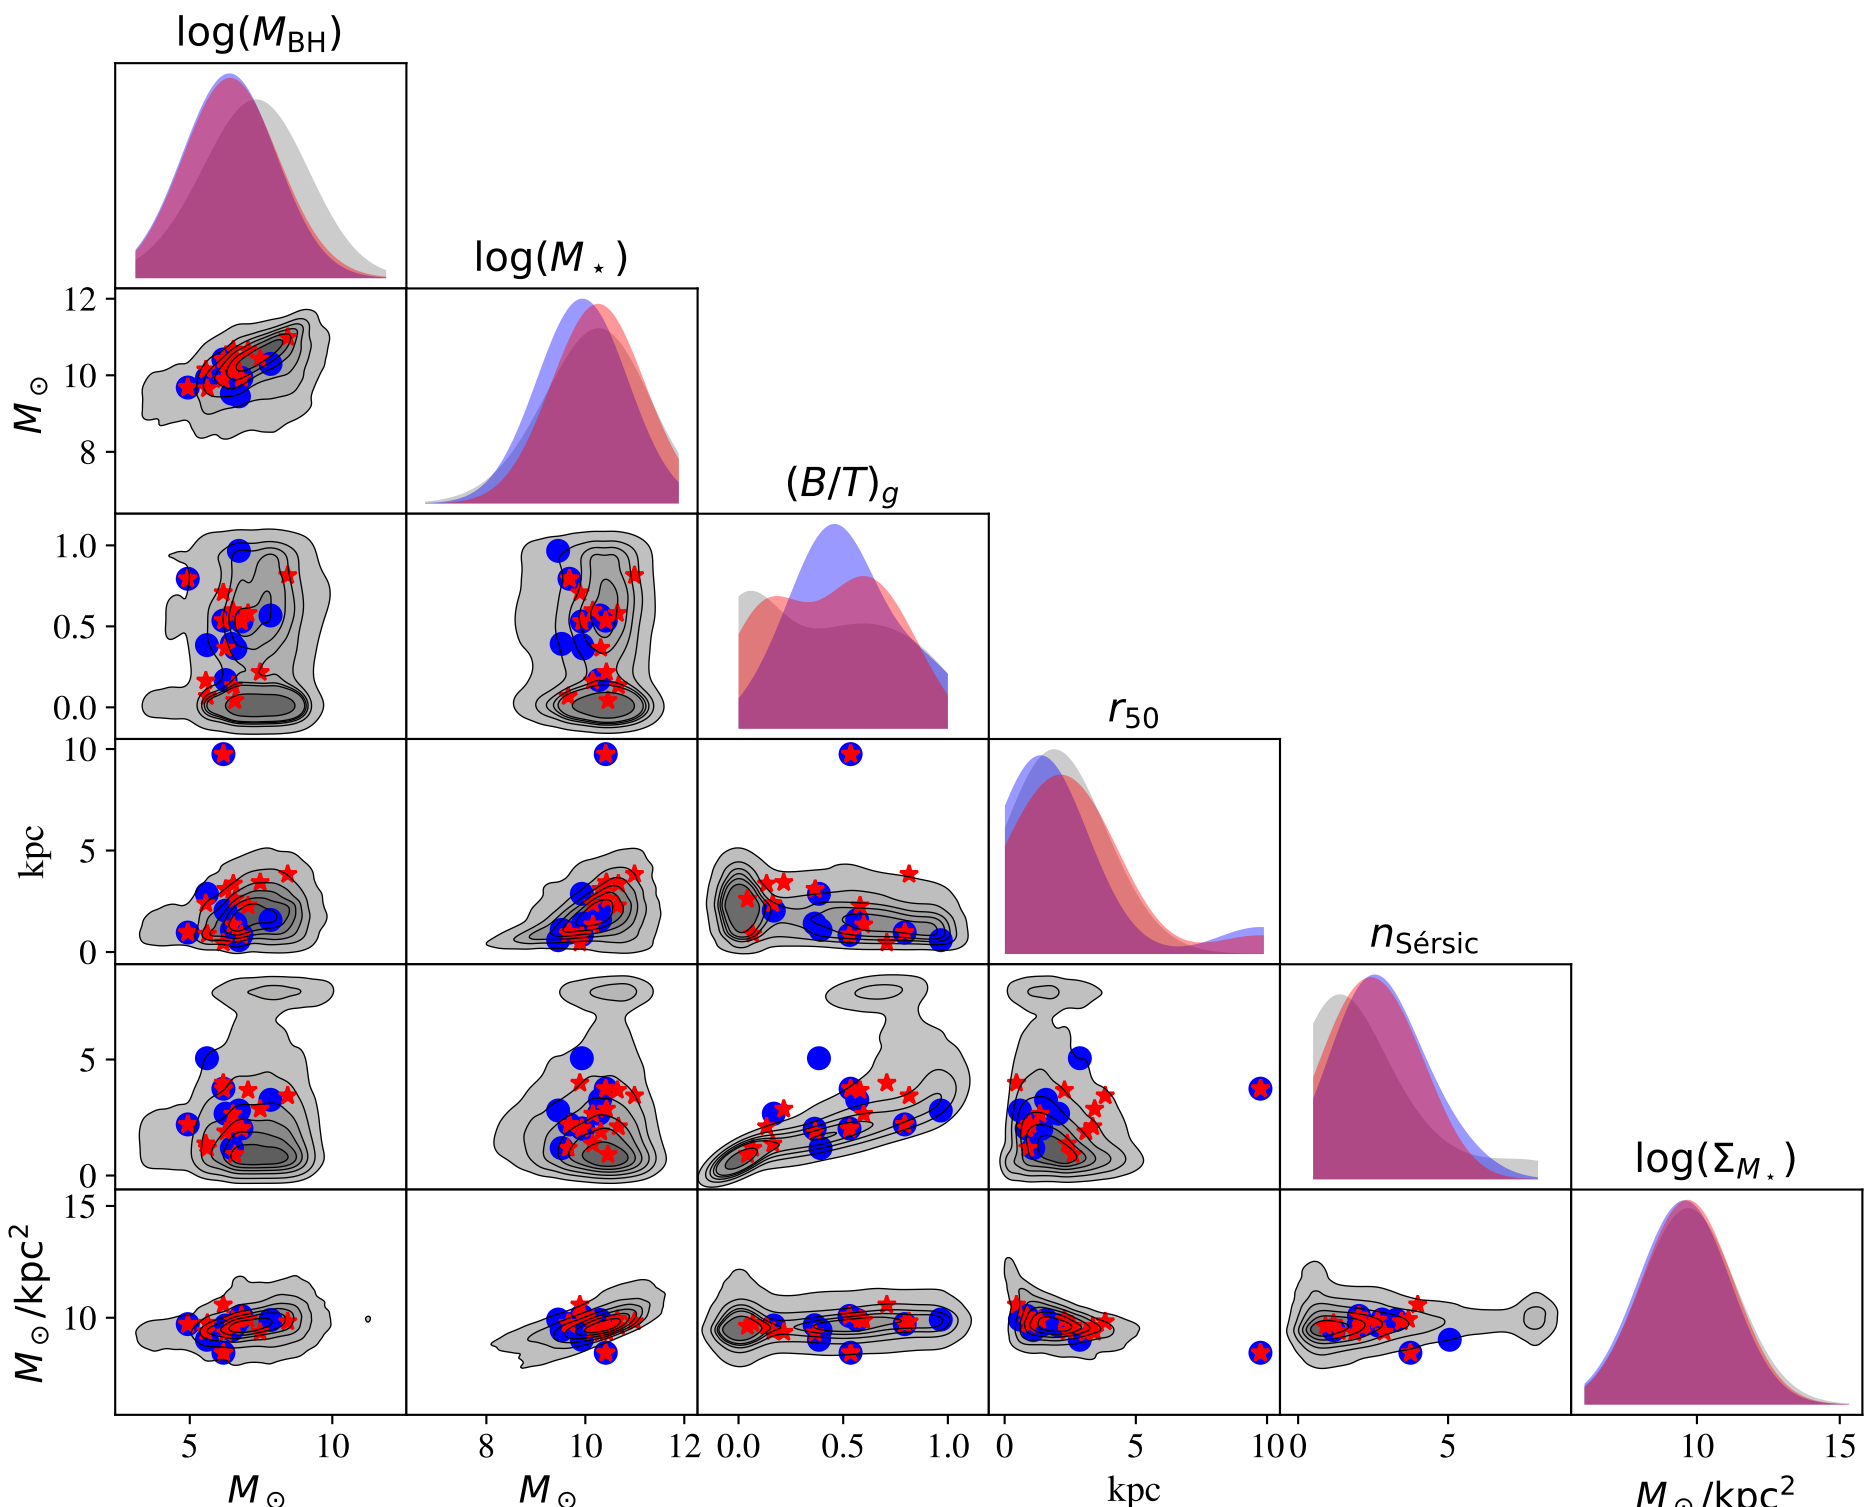 log(M_BH)
log(M_⋆)
12
10
8
M_⊙
(B/T)_g
1.0
0.5
0.0
r_50
10
5
0
kpc
n_Sérsic
5
0
log(Σ_M⋆)
15
10
M_⊙/kpc²
5 10 8 10 12 0.0 0.5 1.0 0 5 10 0 5 10 15
M_⊙ M_⊙ kpc M_⊙/kpc²